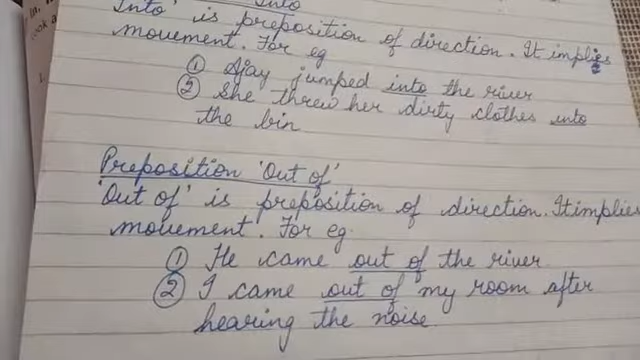 Into
'Into' is preposition of direction. It implies
movement. For eg
① Ajay jumped into the river
② She threw her dirty clothes into
the bin
Preposition 'Out of'
'Out of' is preposition of direction. It implies
movement. For eg.
① He came out of the river
② I came out of my room after
hearing the noise.